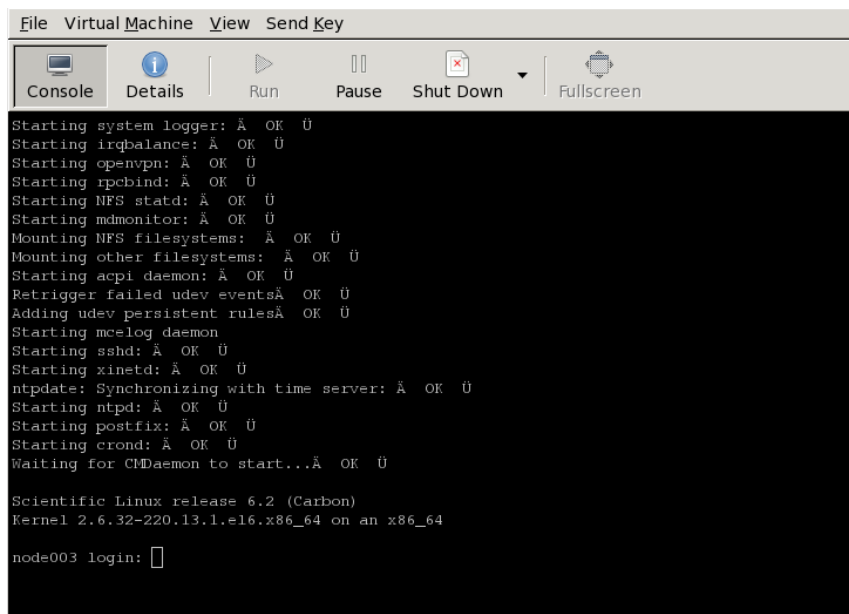 File Virtual Machine View Send Key
Console Details Run Pause Shut Down Fullscreen
Starting system logger: Ä  OK  Ü
Starting irqbalance: Ä  OK  Ü
Starting openvpn: Ä  OK  Ü
Starting rpcbind: Ä  OK  Ü
Starting NFS statd: Ä  OK  Ü
Starting mdmonitor: Ä  OK  Ü
Mounting NFS filesystems:  Ä  OK  Ü
Mounting other filesystems:  Ä  OK  Ü
Starting acpi daemon: Ä  OK  Ü
Retrigger failed udev eventsÄ  OK  Ü
Adding udev persistent rulesÄ  OK  Ü
Starting mcelog daemon
Starting sshd: Ä  OK  Ü
Starting xinetd: Ä  OK  Ü
ntpdate: Synchronizing with time server: Ä  OK  Ü
Starting ntpd: Ä  OK  Ü
Starting postfix: Ä  OK  Ü
Starting crond: Ä  OK  Ü
Waiting for CMDaemon to start...Ä  OK  Ü
Scientific Linux release 6.2 (Carbon)
Kernel 2.6.32-220.13.1.el6.x86_64 on an x86_64
node003 login: